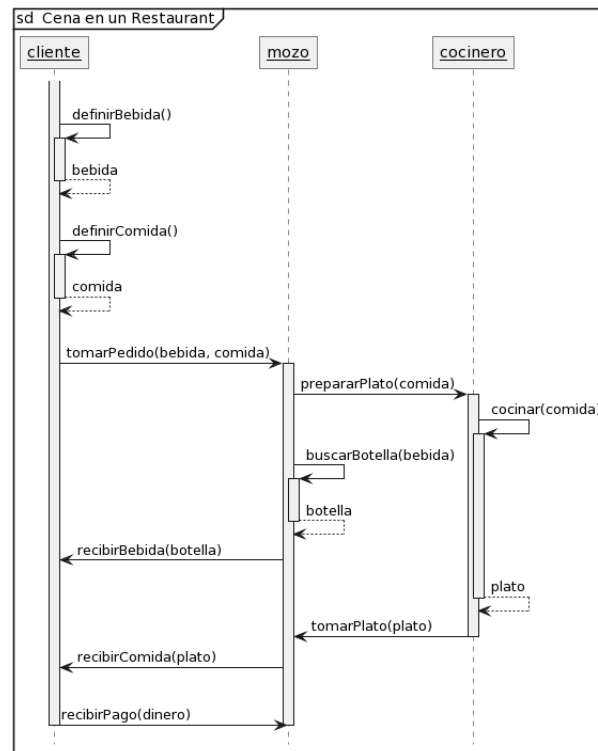 sd Cena en un Restaurant
cliente
mozo
cocinero
definirBebida()
bebida
definirComida()
comida
tomarPedido(bebida, comida)
prepararPlato(comida)
cocinar(comida)
buscarBotella(bebida)
botella
recibirBebida(botella)
plato
tomarPlato(plato)
recibirComida(plato)
recibirPago(dinero)